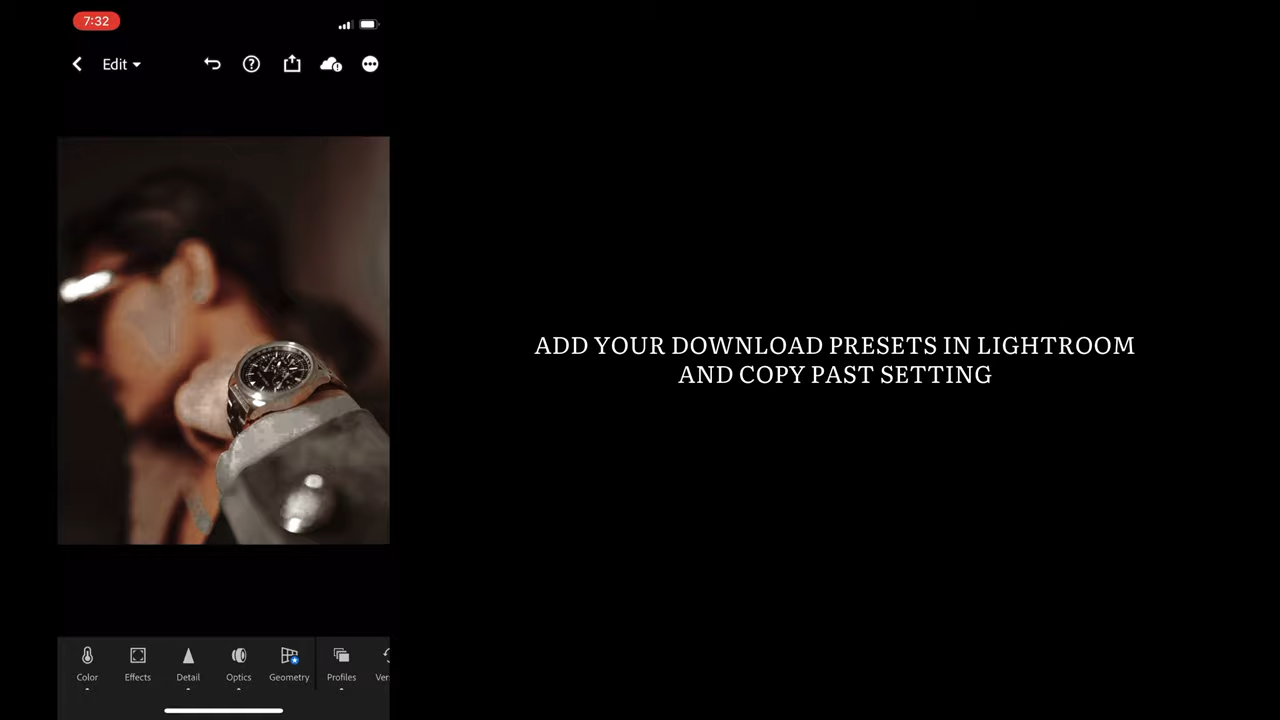 7:32
Edit
ADD YOUR DOWNLOAD PRESETS IN LIGHTROOM
AND COPY PAST SETTING
Color
Effects
Detail
Optics
Geometry
Profiles
Ver